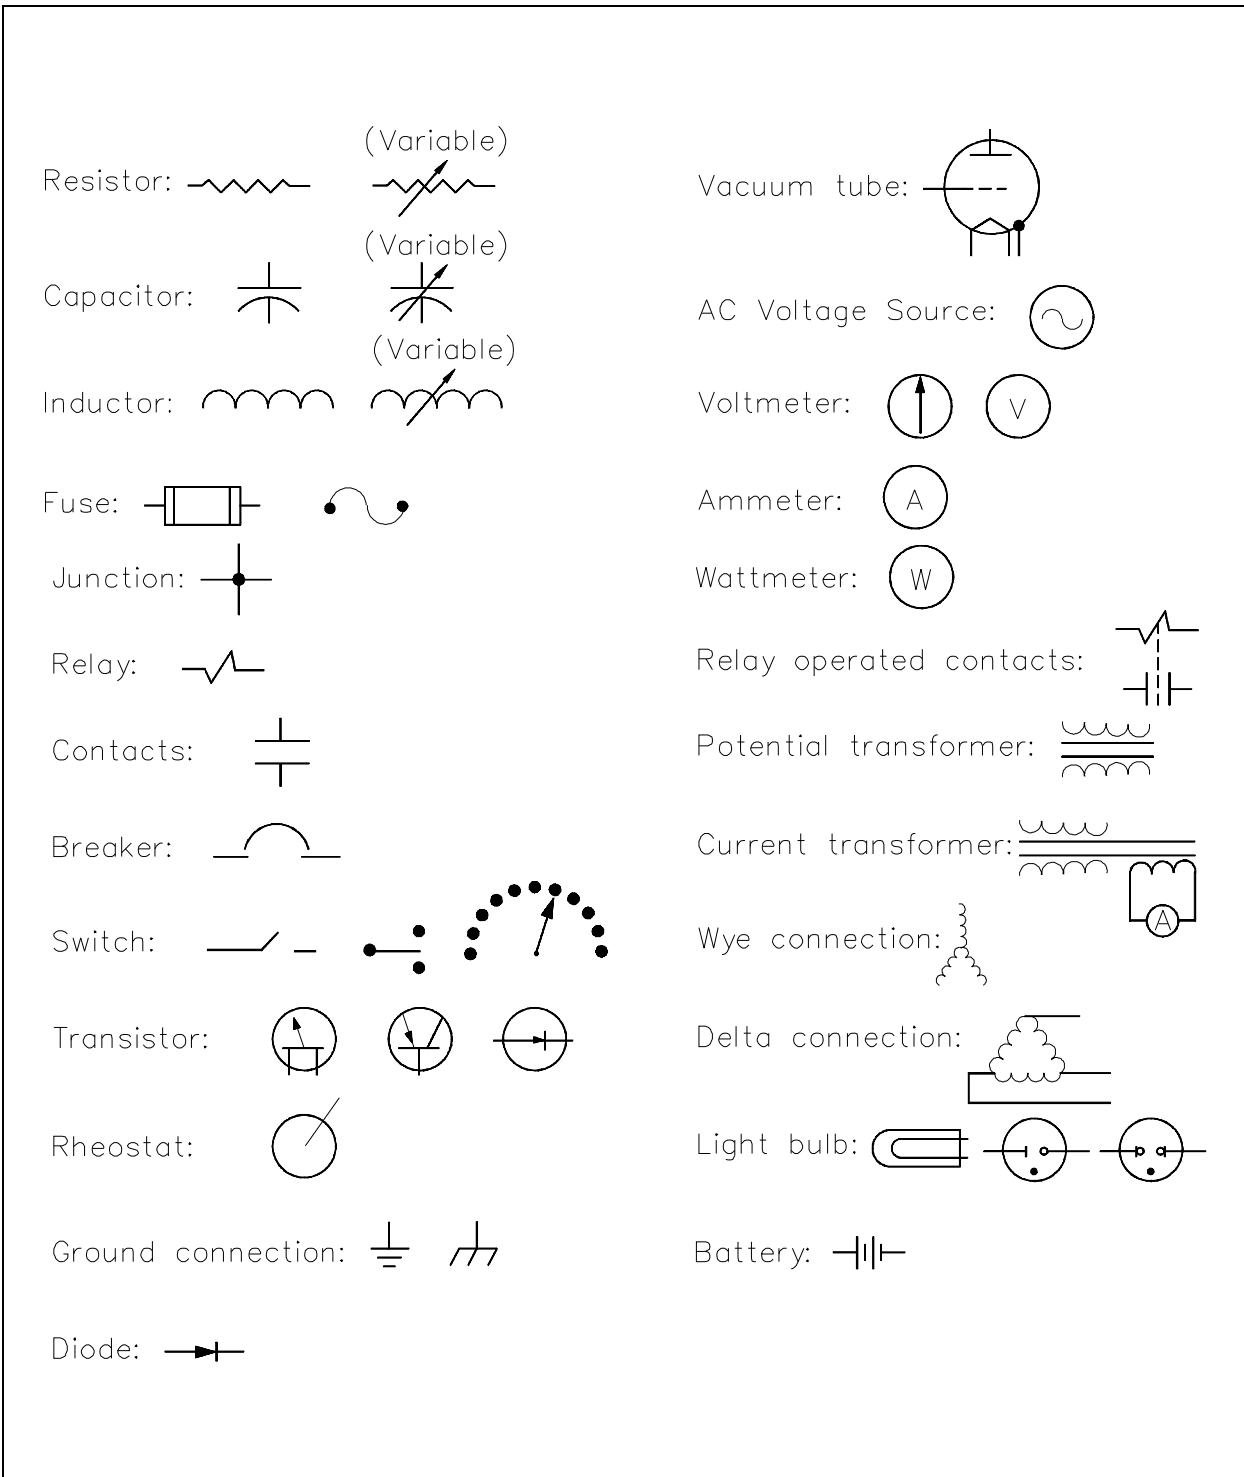 (Variable)
Resistor:
(Variable)
Capacitor:
(Variable)
Inductor:
Fuse:
Junction:
Relay:
Contacts:
Breaker:
Switch:
Transistor:
Rheostat:
Ground connection:
Diode:
Vacuum tube:
AC Voltage Source:
Voltmeter:
V
Ammeter:
A
Wattmeter:
W
Relay operated contacts:
Potential transformer:
Current transformer:
A
Wye connection:
Delta connection:
Light bulb:
Battery: